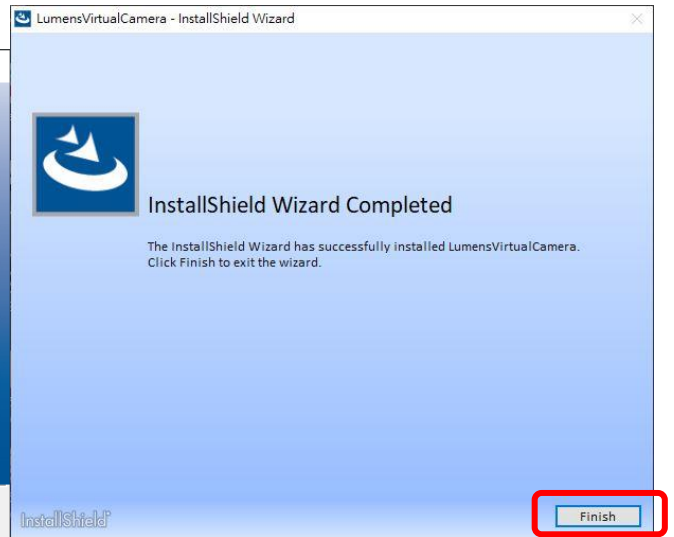 LumensVirtualCamera - InstallShield Wizard
InstallShield Wizard Completed
The InstallShield Wizard has successfully installed LumensVirtualCamera.
Click Finish to exit the wizard.
InstallShield
Finish